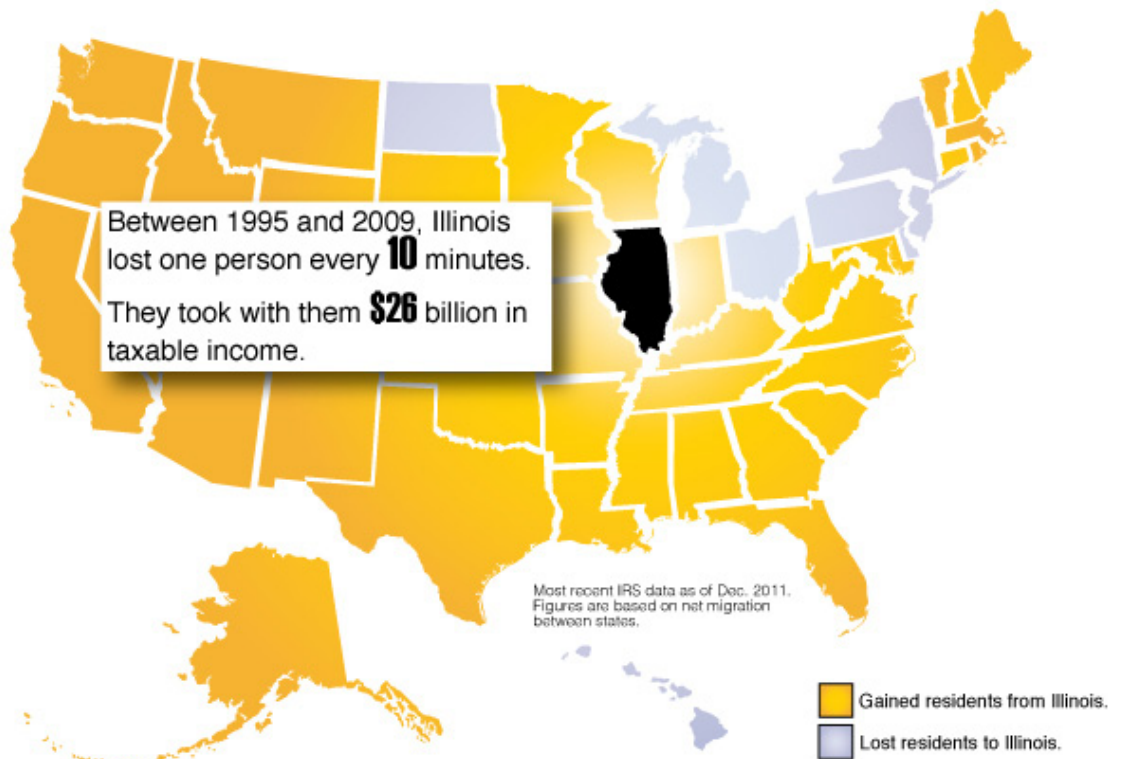 Between 1995 and 2009, Illinois
lost one person every 10 minutes.
They took with them $26 billion in
taxable income.
Most recent IRS data as of Dec. 2011.
Figures are based on net migration
between states.
Gained residents from Illinois.
Lost residents to Illinois.